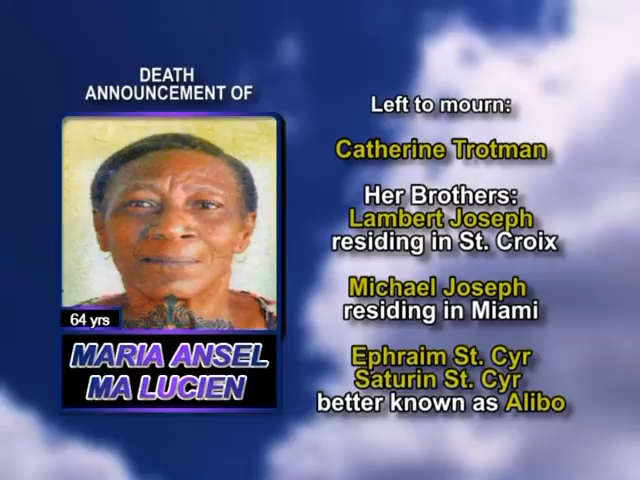 DEATH
ANNOUNCEMENT OF
64 yrs
MARIA ANSEL
MA LUCIEN
Left to mourn:
Catherine Trotman
Her Brothers:
Lambert Joseph
residing in St. Croix
Michael Joseph
residing in Miami
Ephraim St. Cyr
Saturin St. Cyr
better known as Alibo